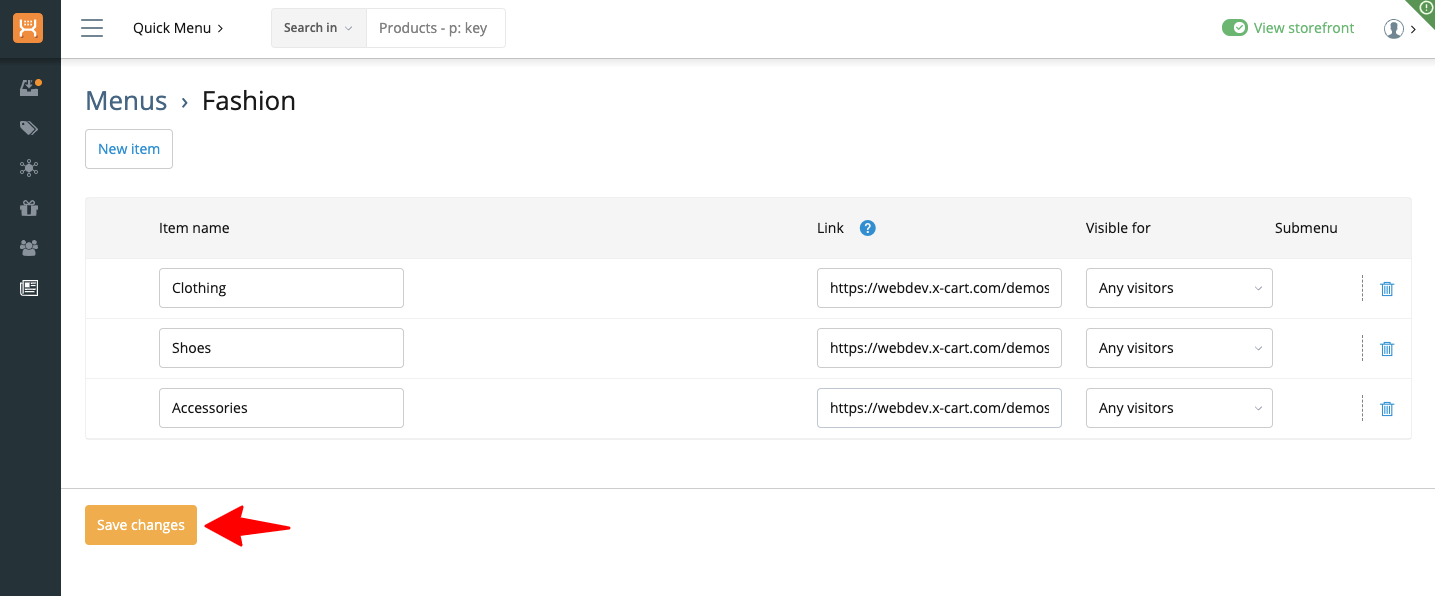 Quick Menu >
Search in
Products - p: key
View storefront
Menus › Fashion
New item
Item name
Link ?
Visible for
Submenu
Clothing
https://webdev.x-cart.com/demos
Any visitors
Shoes
https://webdev.x-cart.com/demos
Any visitors
Accessories
https://webdev.x-cart.com/demos
Any visitors
Save changes